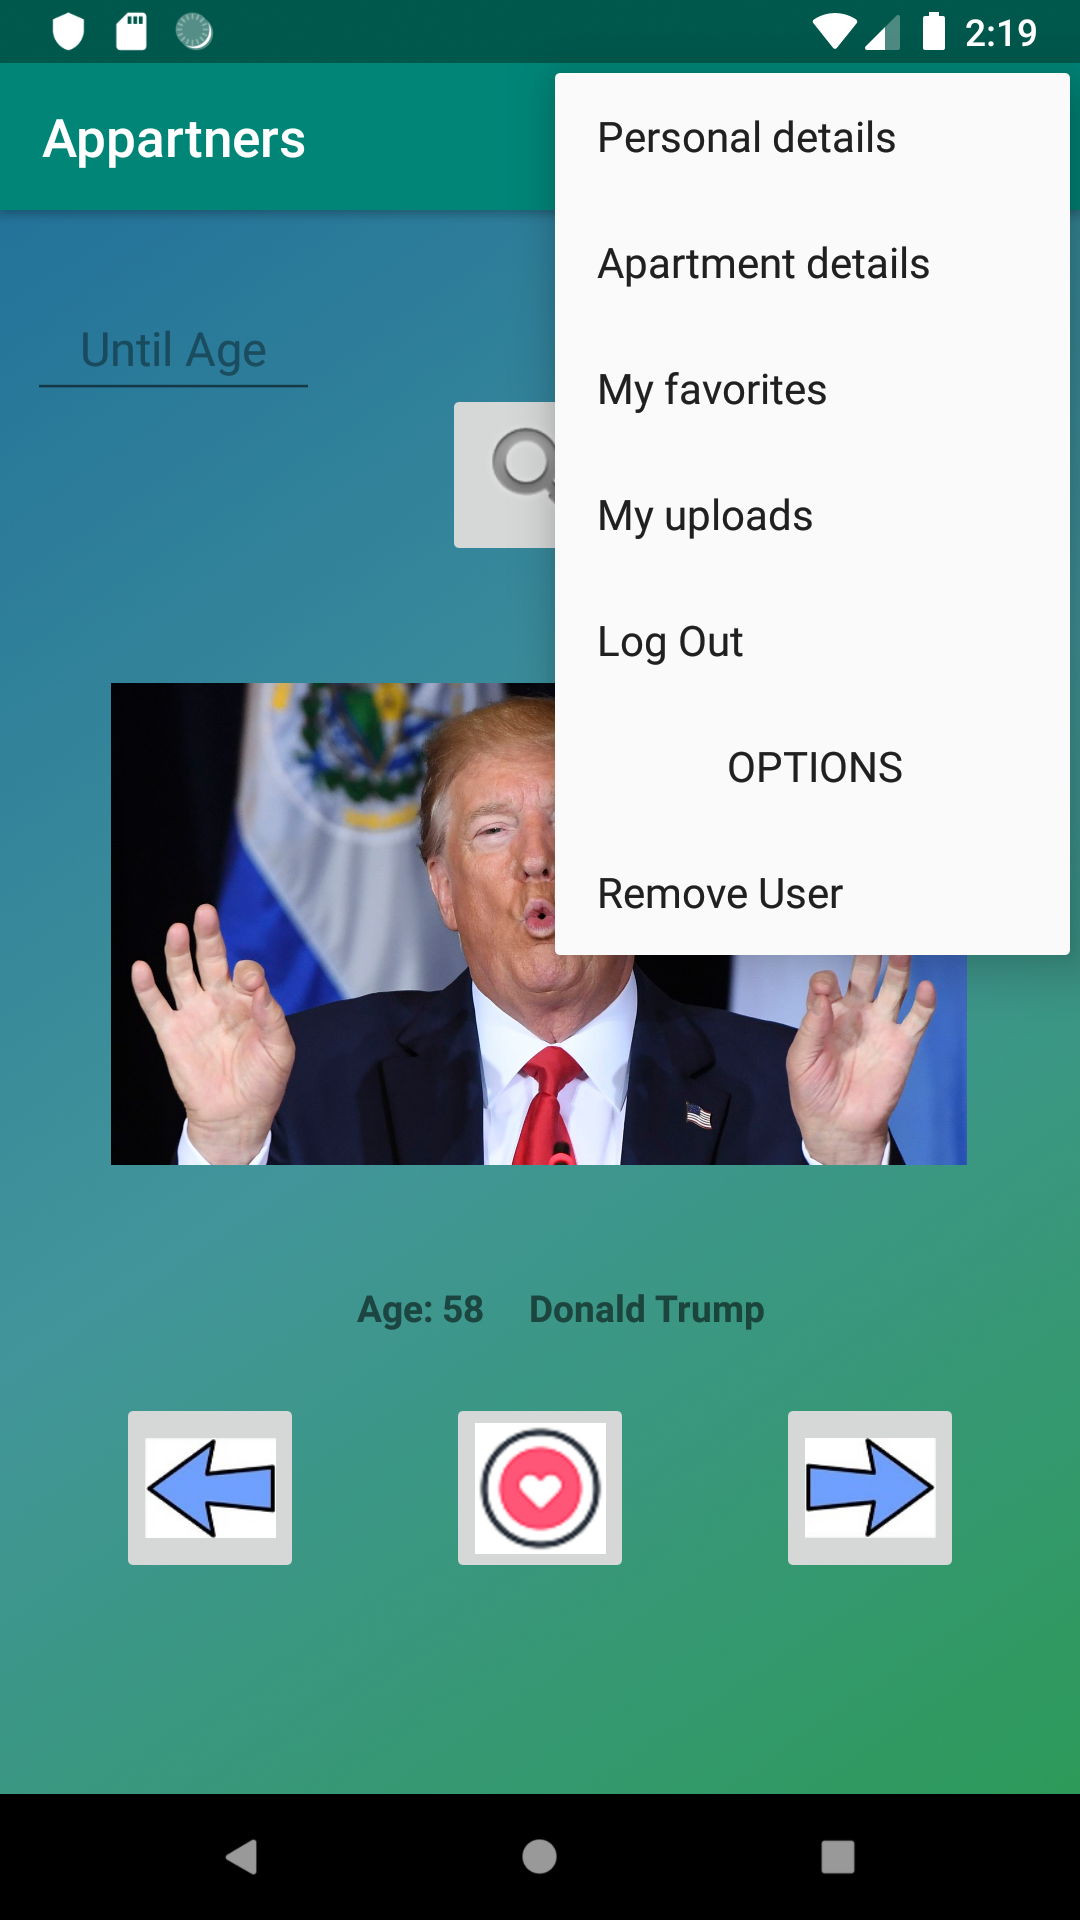 2:19
Appartners
Personal details
Apartment details
Until Age
My favorites
My uploads
Log Out
OPTIONS
Remove User
Age: 58 Donald Trump